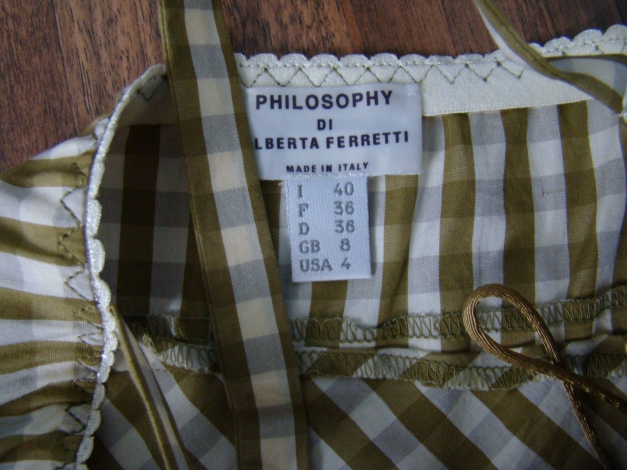 PHILOSOPHY
DI
LBERTA FERRETTI
MADE IN ITALY
I 40
F 36
D 36
GB 8
USA 4